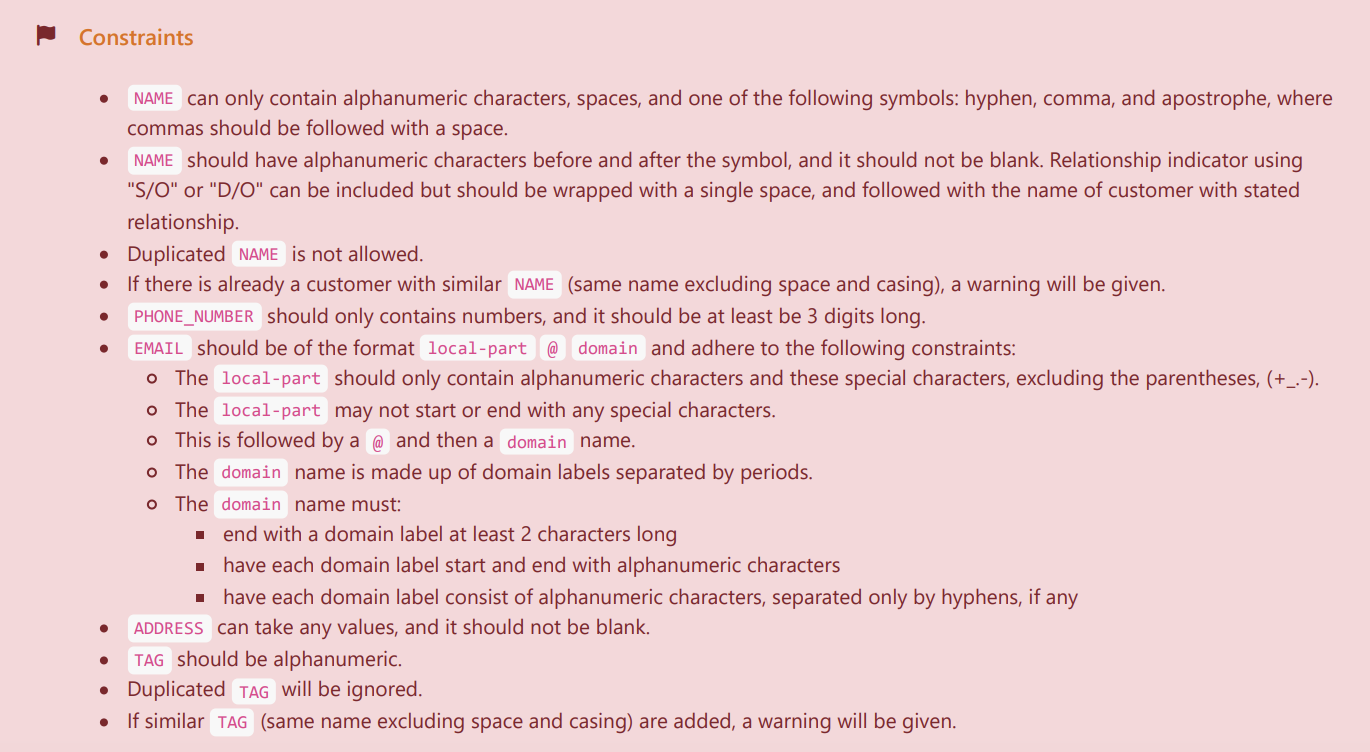 Constraints
NAME can only contain alphanumeric characters, spaces, and one of the following symbols: hyphen, comma, and apostrophe, where
commas should be followed with a space.
NAME should have alphanumeric characters before and after the symbol, and it should not be blank. Relationship indicator using
"S/O" or "D/O" can be included but should be wrapped with a single space, and followed with the name of customer with stated
relationship.
Duplicated NAME is not allowed.
If there is already a customer with similar NAME (same name excluding space and casing), a warning will be given.
PHONE_NUMBER should only contains numbers, and it should be at least be 3 digits long.
EMAIL should be of the format local-part @ domain and adhere to the following constraints:
The local-part should only contain alphanumeric characters and these special characters, excluding the parentheses, (+_.-).
The local-part may not start or end with any special characters.
This is followed by a @ and then a domain name.
The domain name is made up of domain labels separated by periods.
The domain name must:
end with a domain label at least 2 characters long
have each domain label start and end with alphanumeric characters
have each domain label consist of alphanumeric characters, separated only by hyphens, if any
ADDRESS can take any values, and it should not be blank.
TAG should be alphanumeric.
Duplicated TAG will be ignored.
If similar TAG (same name excluding space and casing) are added, a warning will be given.